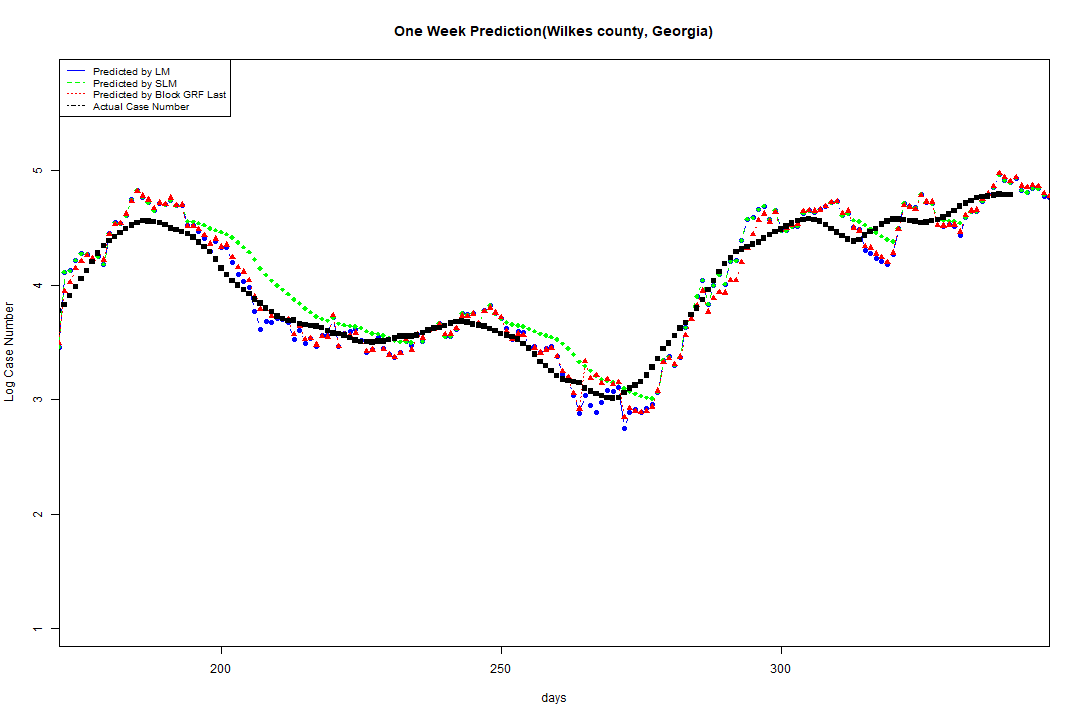 One Week Prediction(Wilkes county, Georgia)
Predicted by LM
Predicted by SLM
Predicted by Block GRF Last
Actual Case Number
5
4
3
2
1
Log Case Number
200 250 300
days